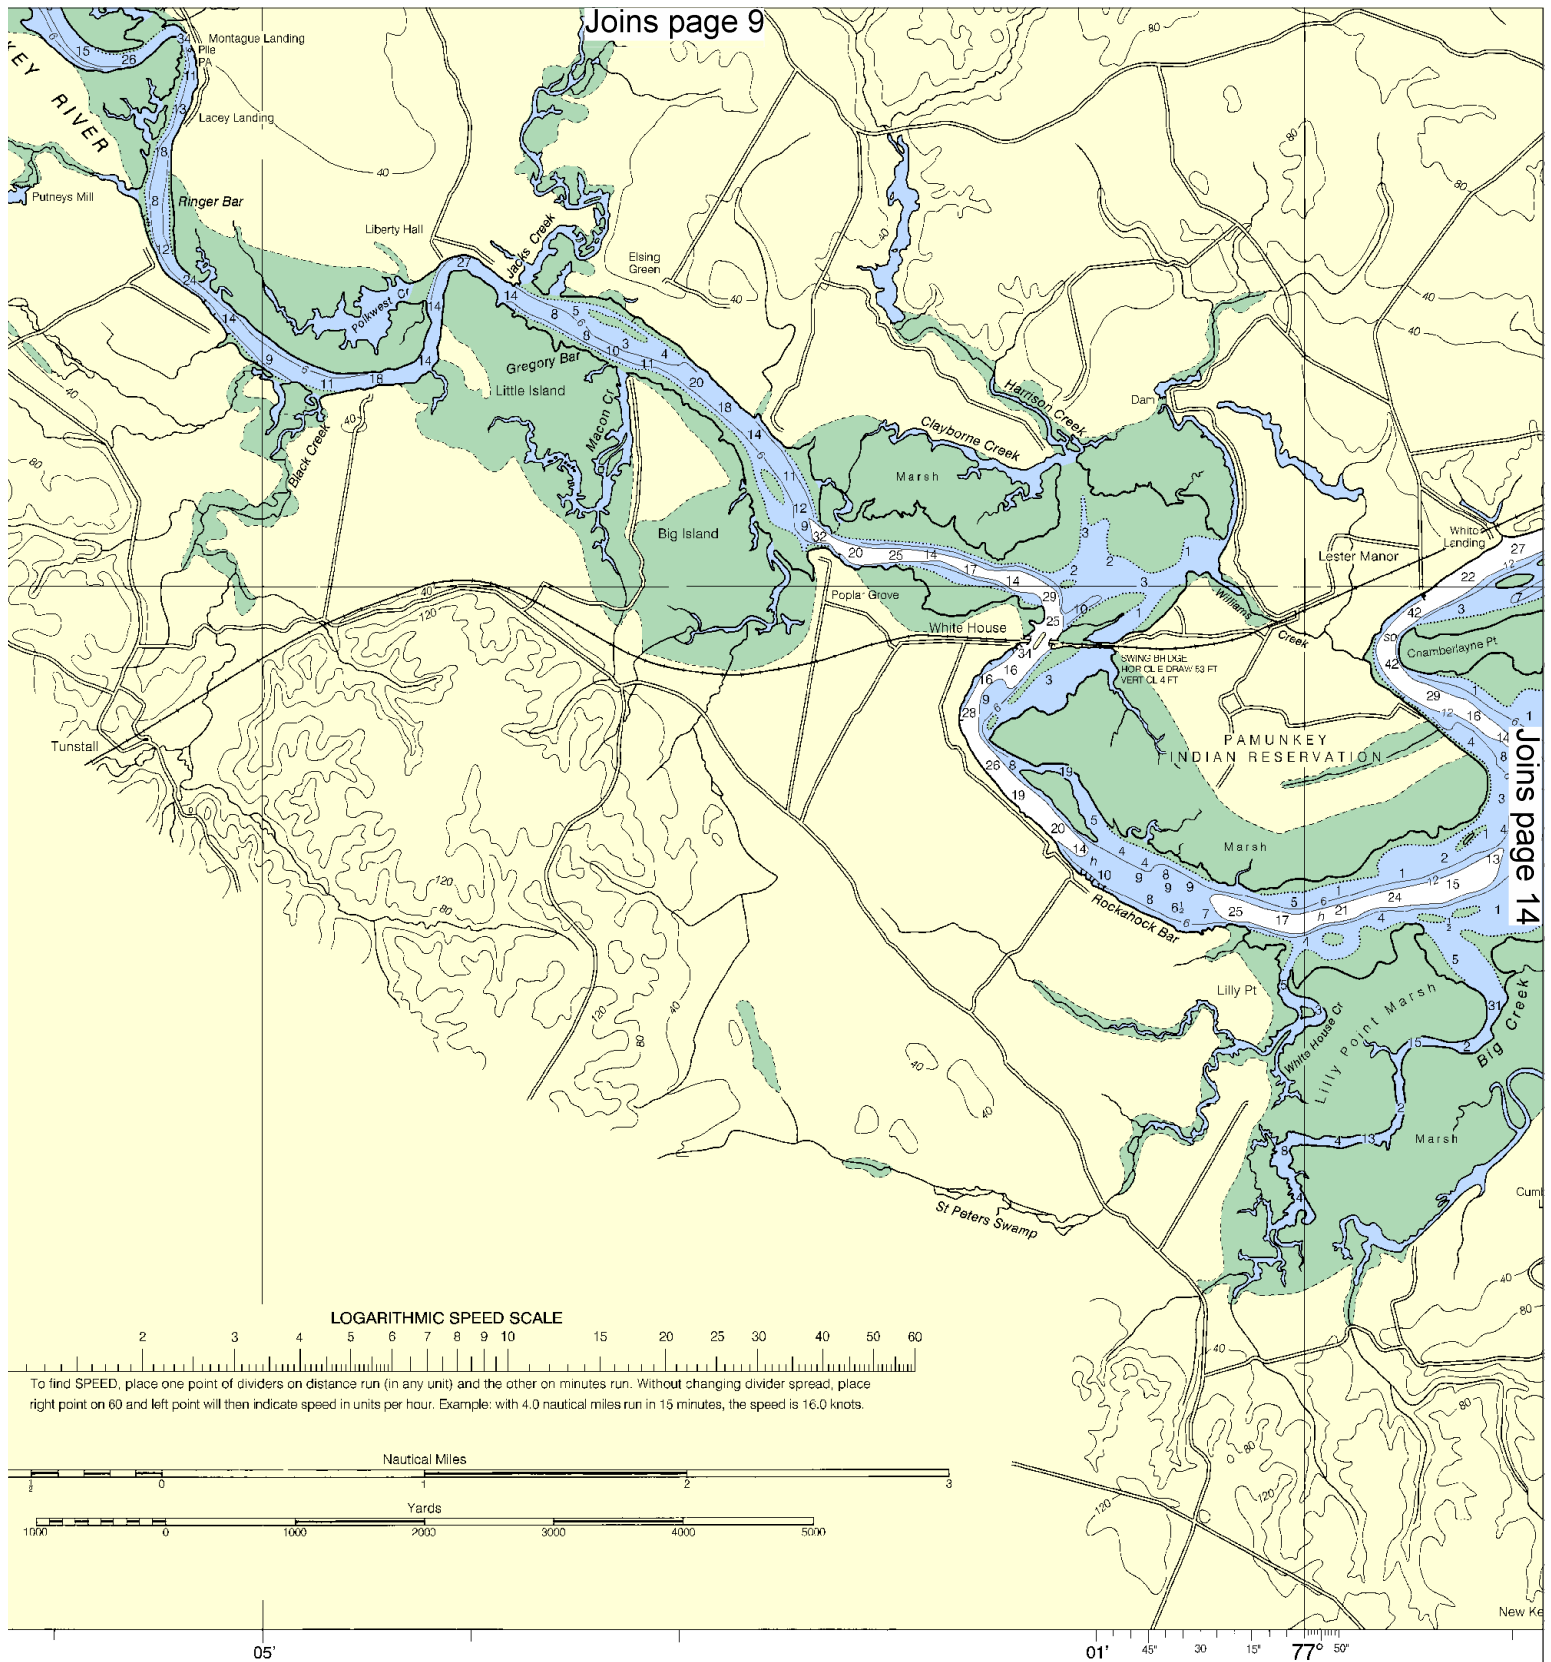 Joins page 9
Montague Landing
Pile
PA
KEY RIVER
Lacey Landing
Putneys Mill
Ringer Bar
Liberty Hall
Jacks Creek
Elsing
Green
Polkwest Cr
Gregory Bar
Little Island
Macon Cr
Black Creek
Harrison Creek
Dam
Clayborne Creek
Marsh
Big Island
White
Landing
Lester Manor
Poplar Grove
Williams
Creek
White House
Chamberlayne Pt
SWING BRIDGE
HOR CL E DRAW 53 FT
VERT CL 4 FT
Tunstall
PAMUNKEY
INDIAN RESERVATION
Joins page 14
Marsh
Rockahock Bar
Lilly Pt
White House Cr
Lilly Point Marsh
Big Creek
Marsh
St Peters Swamp
Cumb
L
LOGARITHMIC SPEED SCALE
2 3 4 5 6 7 8 9 10 15 20 25 30 40 50 60
To find SPEED, place one point of dividers on distance run (in any unit) and the other on minutes run. Without changing divider spread, place
right point on 60 and left point will then indicate speed in units per hour. Example: with 4.0 nautical miles run in 15 minutes, the speed is 16.0 knots.
Nautical Miles
½ 0 1 2 3
Yards
1000 0 1000 2000 3000 4000 5000
New Ke
05' 01' 45" 30 15" 77° 50"